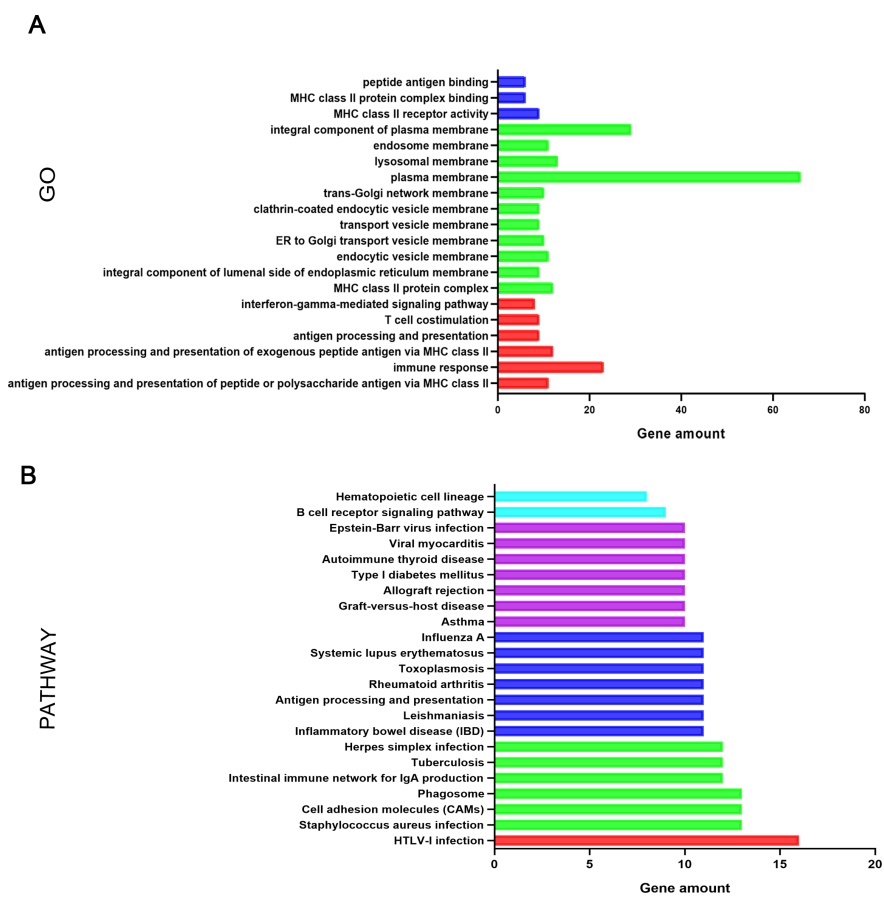 A
GO
peptide antigen binding
MHC class II protein complex binding
MHC class II receptor activity
integral component of plasma membrane
endosome membrane
lysosomal membrane
plasma membrane
trans-Golgi network membrane
clathrin-coated endocytic vesicle membrane
transport vesicle membrane
ER to Golgi transport vesicle membrane
endocytic vesicle membrane
integral component of lumenal side of endoplasmic reticulum membrane
MHC class II protein complex
interferon-gamma-mediated signaling pathway
T cell costimulation
antigen processing and presentation
antigen processing and presentation of exogenous peptide antigen via MHC class II
immune response
antigen processing and presentation of peptide or polysaccharide antigen via MHC class II
0 20 40 60 80
Gene amount
B
PATHWAY
Hematopoietic cell lineage
B cell receptor signaling pathway
Epstein-Barr virus infection
Viral myocarditis
Autoimmune thyroid disease
Type I diabetes mellitus
Allograft rejection
Graft-versus-host disease
Asthma
Influenza A
Systemic lupus erythematosus
Toxoplasmosis
Rheumatoid arthritis
Antigen processing and presentation
Leishmaniasis
Inflammatory bowel disease (IBD)
Herpes simplex infection
Tuberculosis
Intestinal immune network for IgA production
Phagosome
Cell adhesion molecules (CAMs)
Staphylococcus aureus infection
HTLV-I infection
0 5 10 15 20
Gene amount